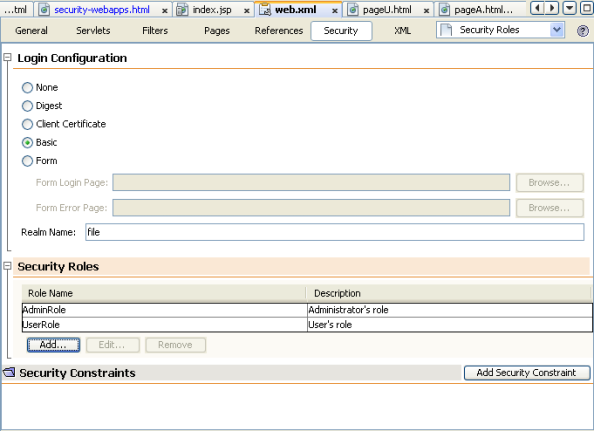 ...tml security-webapps.html x index.jsp x web.xml x pageU.html x pageA.html...
General Servlets Filters Pages References Security XML Security Roles
Login Configuration
None
Digest
Client Certificate
Basic
Form
Form Login Page: Browse...
Form Error Page: Browse...
Realm Name: file
Security Roles
Role Name Description
AdminRole Administrator's role
UserRole User's role
Add... Edit... Remove
Security Constraints Add Security Constraint